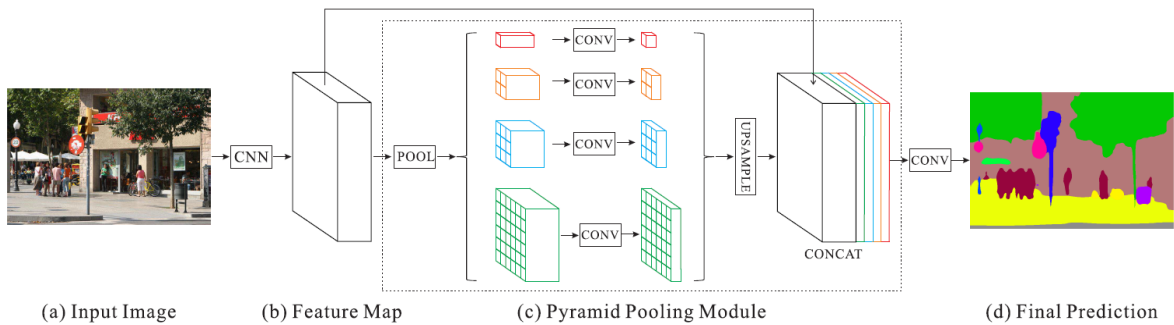 CNN
POOL
CONV
CONV
CONV
CONV
UPSAMPLE
CONCAT
CONV
(a) Input Image
(b) Feature Map
(c) Pyramid Pooling Module
(d) Final Prediction